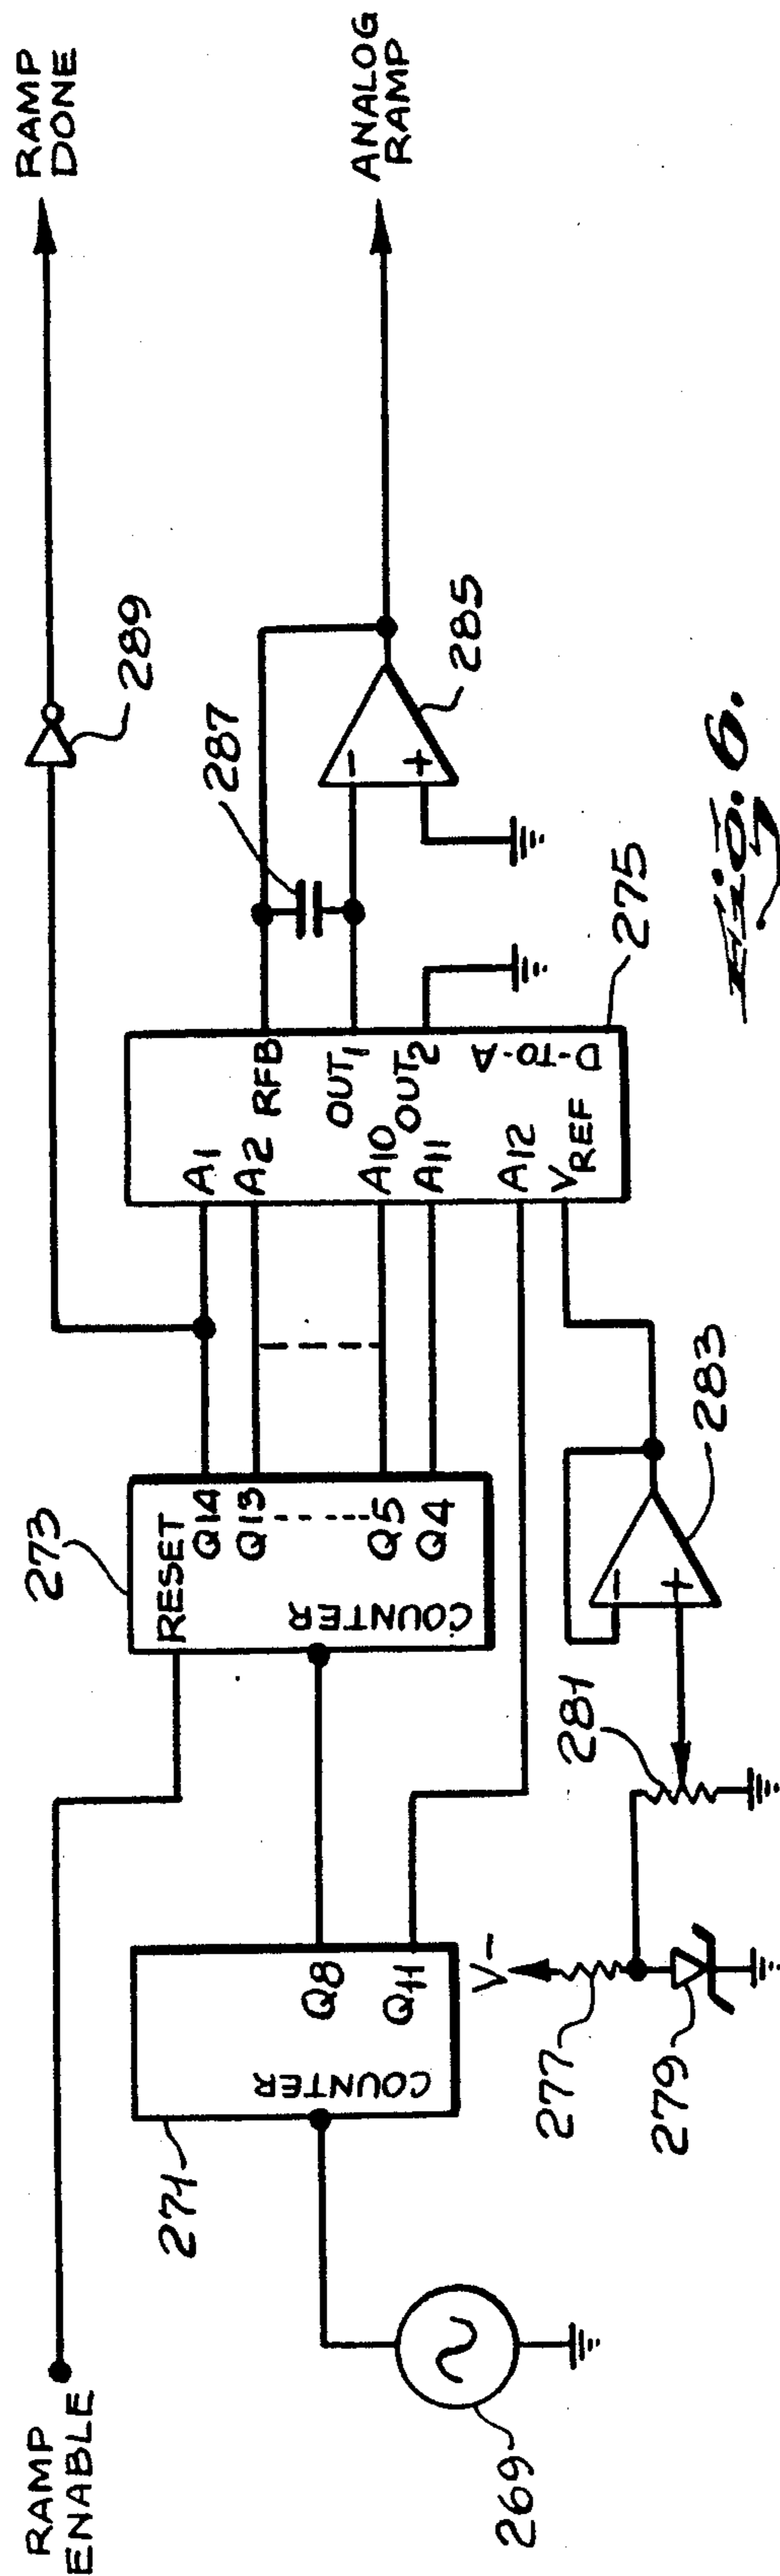 RAMP
ENABLE
RAMP
DONE
289
273
RESET
Q14
Q13
Q5
Q4
COUNTER
A1
A2
A10
A11
A12
VREF
RFB
OUT1
OUT2
D-TO-A
275
287
285
ANALOG
RAMP
271
Q8
Q11
COUNTER
269
V-
277
279
281
283
-
+
-
+
Fig. 6.